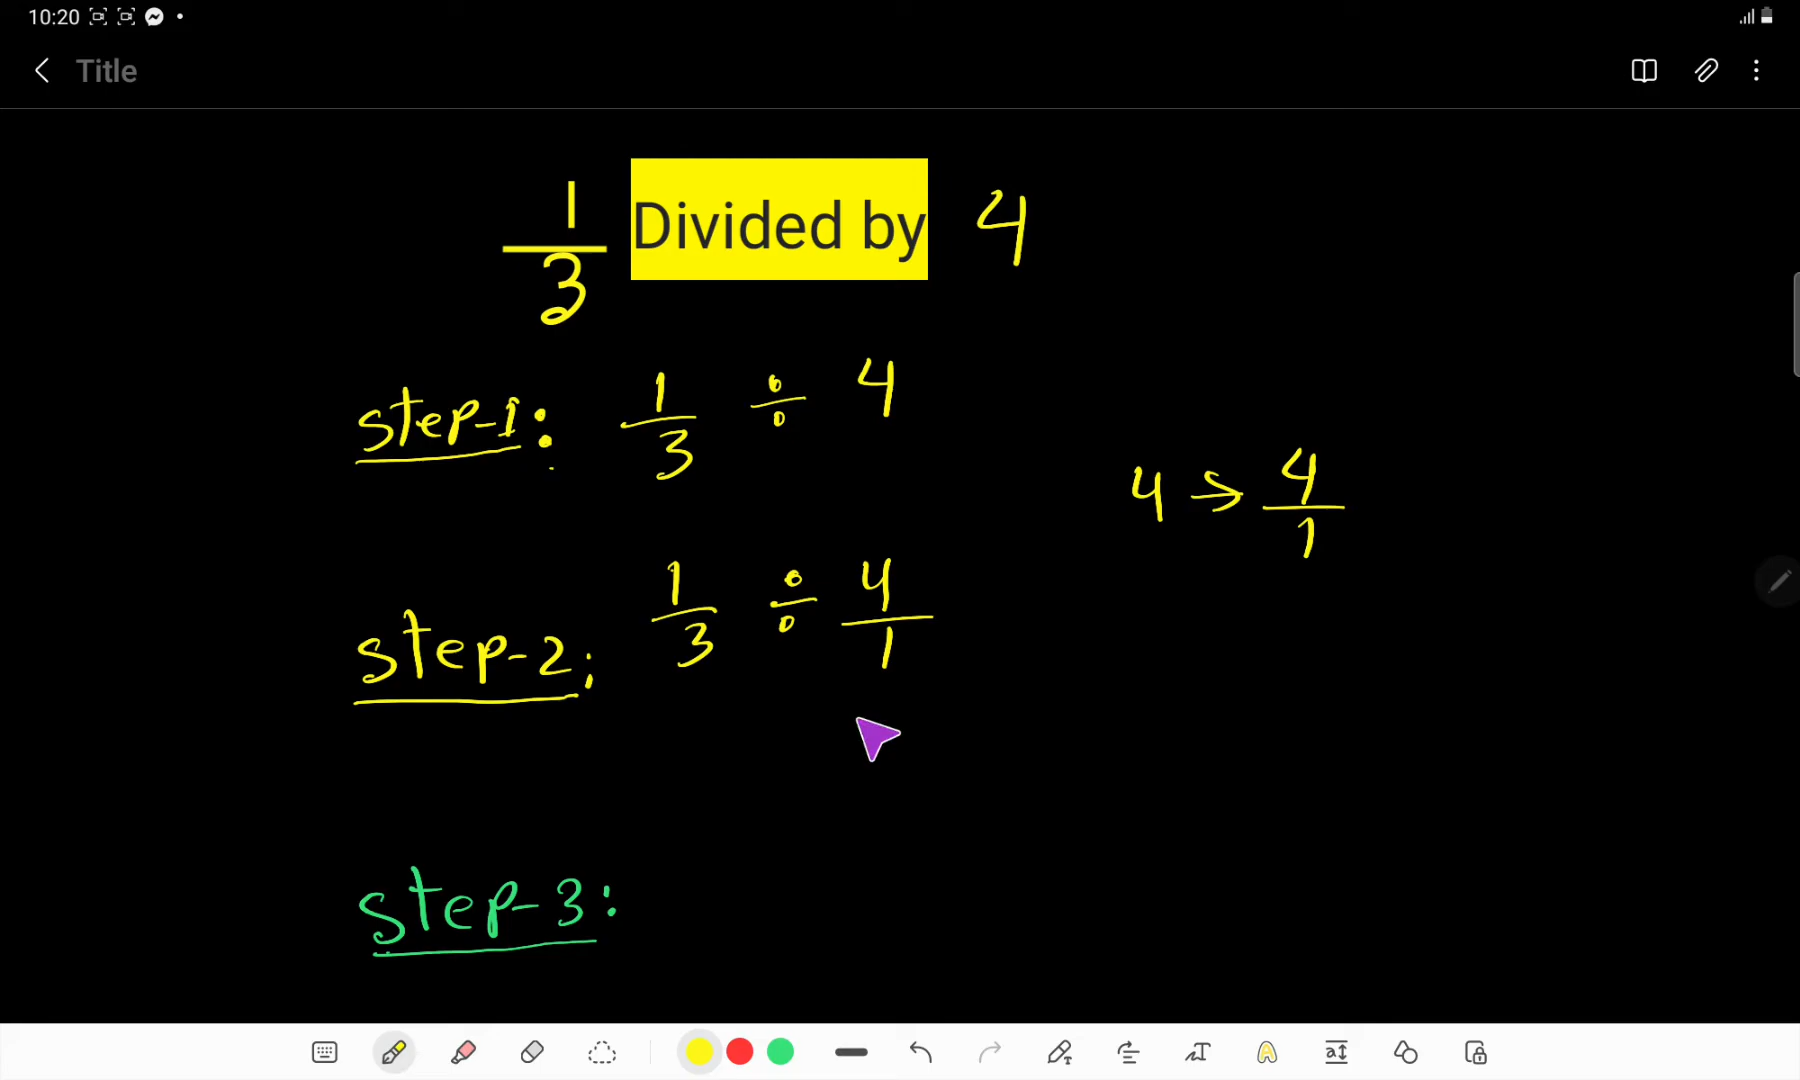 10:20
Title
1/3 Divided by 4
step-1: 1/3 ÷ 4
4 → 4/1
step-2: 1/3 ÷ 4/1
step-3: